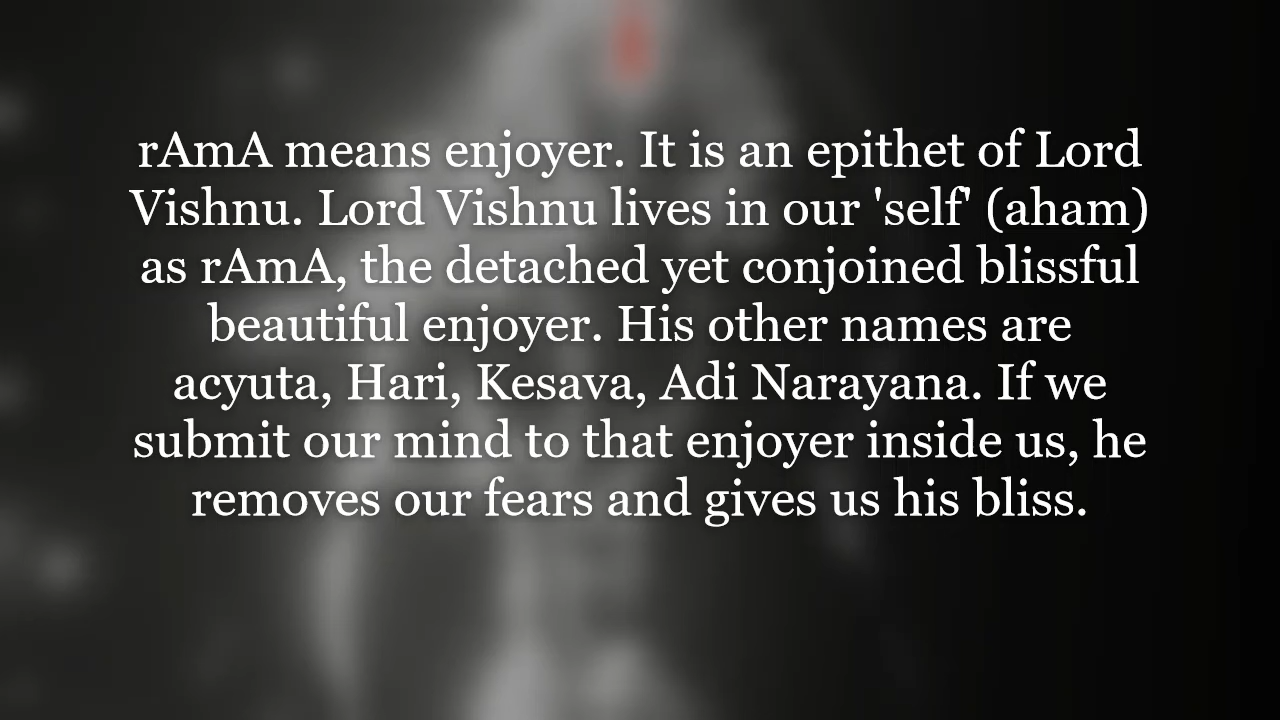 rAmA means enjoyer. It is an epithet of Lord
Vishnu. Lord Vishnu lives in our 'self' (aham)
as rAmA, the detached yet conjoined blissful
beautiful enjoyer. His other names are
acyuta, Hari, Kesava, Adi Narayana. If we
submit our mind to that enjoyer inside us, he
removes our fears and gives us his bliss.